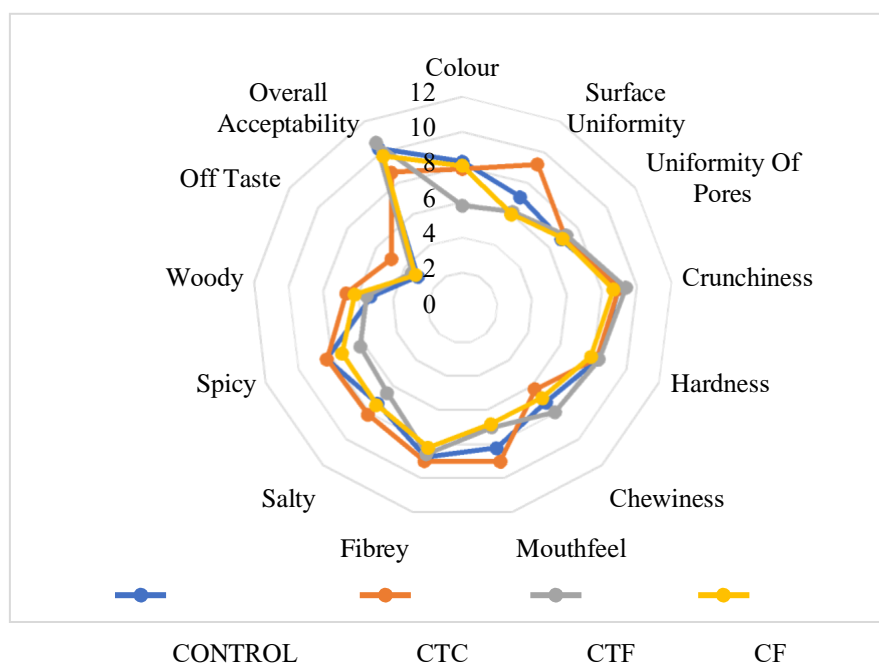 Colour
12
10
8
6
4
2
0
Surface
Uniformity
Uniformity Of
Pores
Crunchiness
Hardness
Chewiness
Mouthfeel
Fibrey
Salty
Spicy
Woody
Off Taste
Overall
Acceptability
CONTROL CTC CTF CF